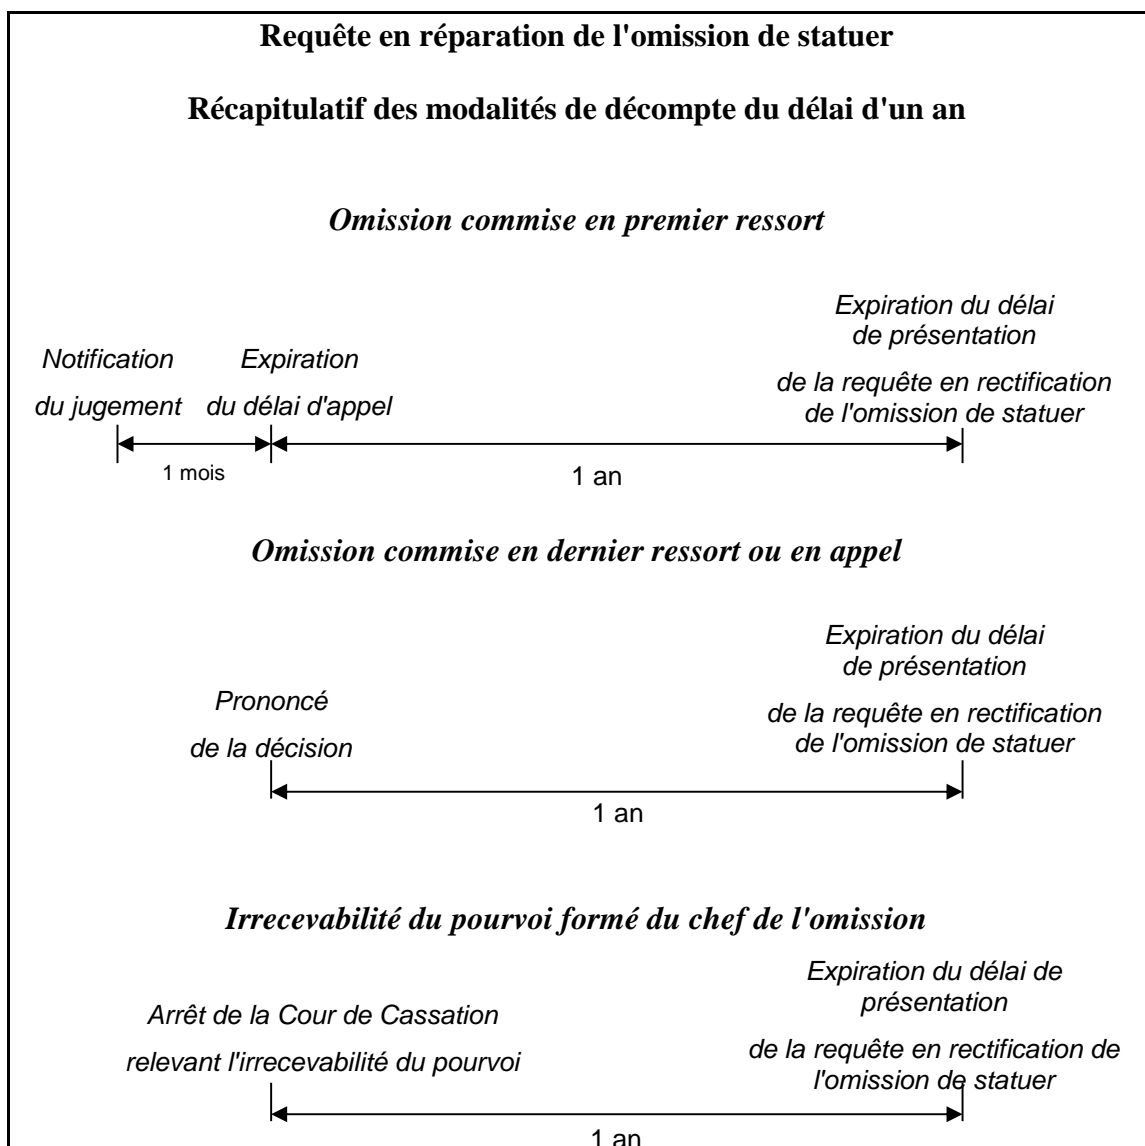 Requête en réparation de l'omission de statuer
Récapitulatif des modalités de décompte du délai d'un an
Omission commise en premier ressort
Notification
du jugement
Expiration
du délai d'appel
Expiration du délai
de présentation
de la requête en rectification
de l'omission de statuer
1 mois
1 an
Omission commise en dernier ressort ou en appel
Prononcé
de la décision
Expiration du délai
de présentation
de la requête en rectification
de l'omission de statuer
1 an
Irrecevabilité du pourvoi formé du chef de l'omission
Arrêt de la Cour de Cassation
relevant l'irrecevabilité du pourvoi
Expiration du délai de
présentation
de la requête en rectification de
l'omission de statuer
1 an